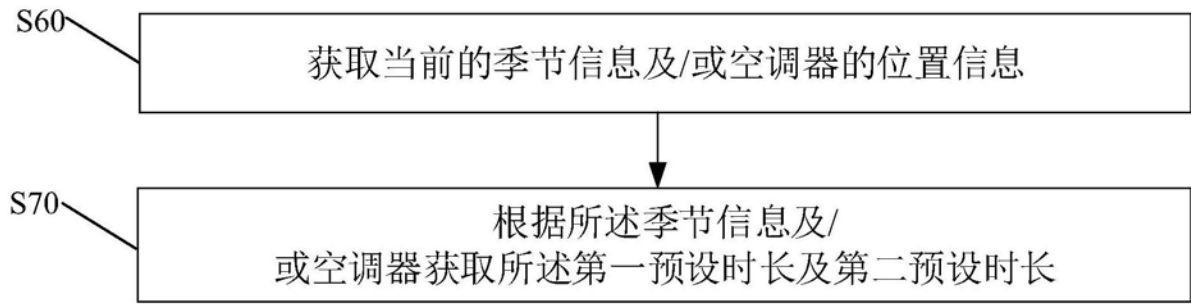 S60
获取当前的季节信息及/或空调器的位置信息
S70
根据所述季节信息及/
或空调器获取所述第一预设时长及第二预设时长